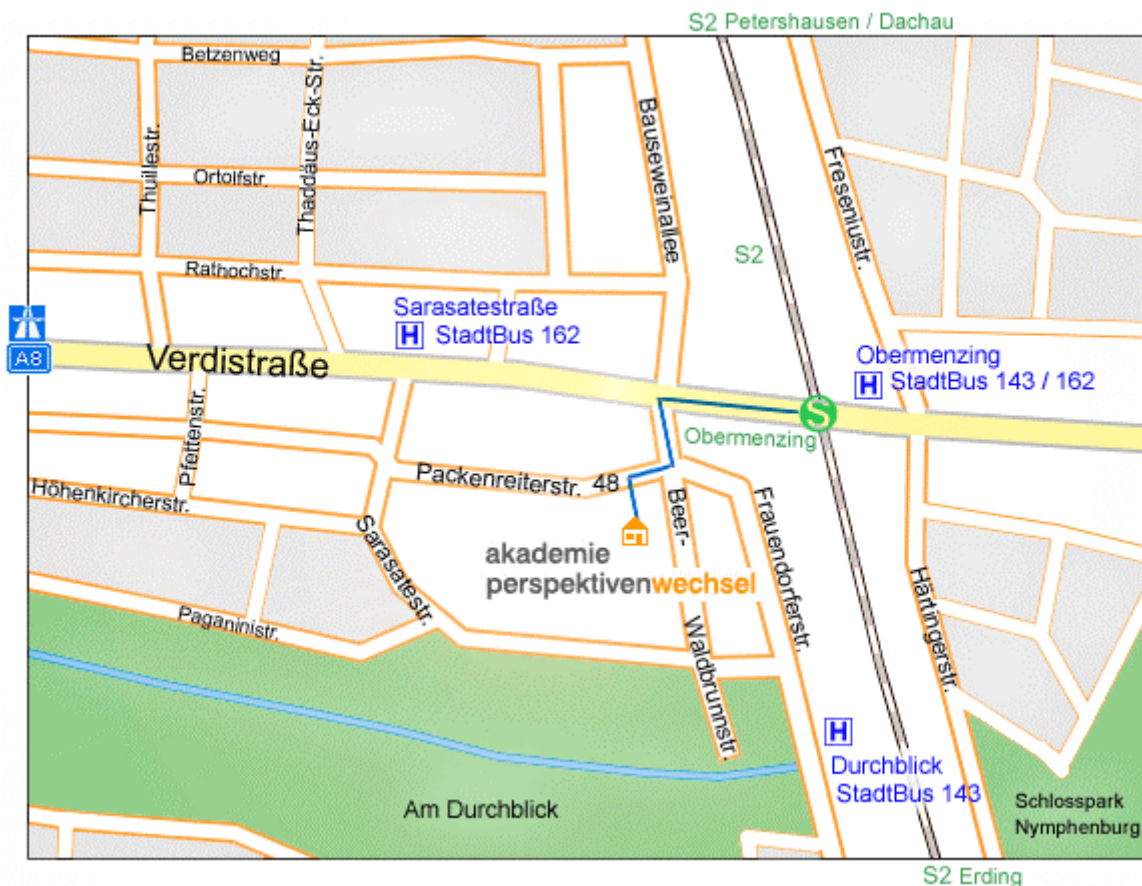 S2 Petershausen / Dachau
Betzenweg
Thuillestr.
Thaddäus-Eck-Str.
Bauseweinallee
Freseniustr.
Ortolfstr.
S2
Rathochstr.
Sarasatestraße
H StadtBus 162
A8
Verdistraße
Obermenzing
H StadtBus 143 / 162
S
Obermenzing
Pfettenstr.
Packenreiterstr. 48
Höhenkircherstr.
Sarasatestr.
Beer-
Waldbrunnstr.
Frauendorferstr.
Härtingerstr.
akademie
perspektivenwechsel
Paganinistr.
H
Durchblick
StadtBus 143
Am Durchblick
Schlosspark
Nymphenburg
S2 Erding